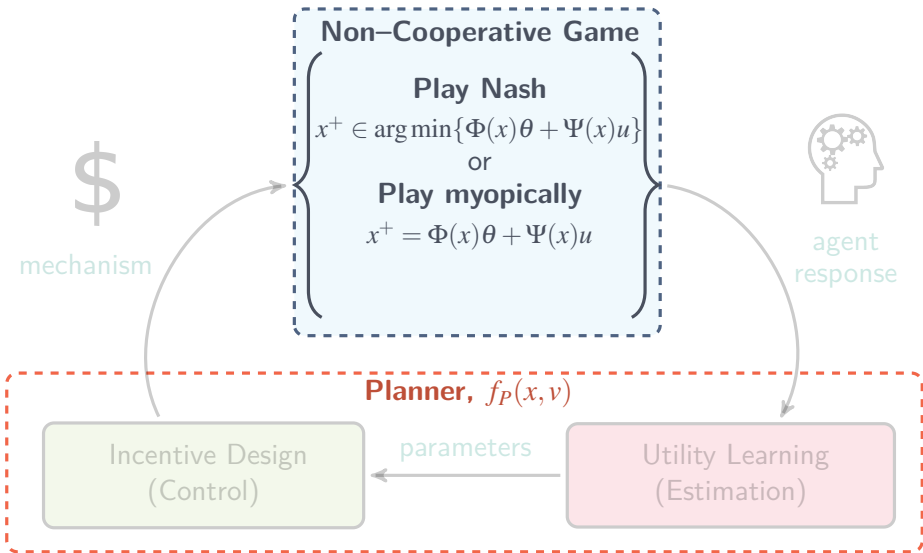 Non–Cooperative Game
Play Nash
x⁺ ∈ arg min{Φ(x)θ + Ψ(x)u}
or
Play myopically
x⁺ = Φ(x)θ + Ψ(x)u
$
mechanism
agent
response
Planner, f_P(x, v)
Incentive Design
(Control)
parameters
Utility Learning
(Estimation)